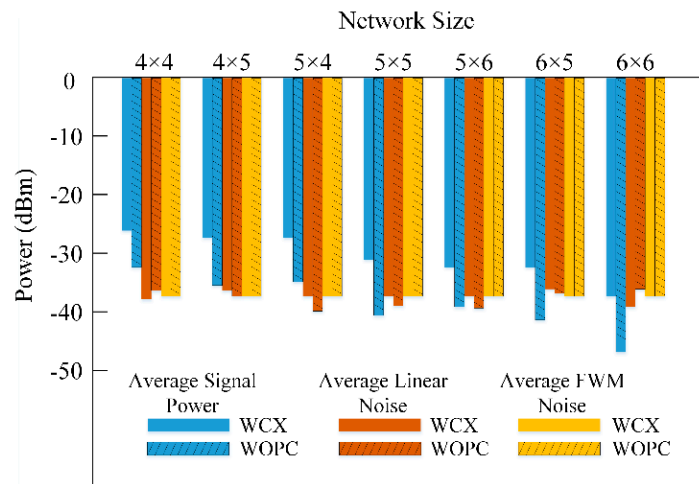 Network Size
4×4 4×5 5×4 5×5 5×6 6×5 6×6
0
-10
-20
-30
-40
-50
Power (dBm)
Average Signal Power
Average Linear Noise
Average FWM Noise
WCX WCX WCX
WOPC WOPC WOPC